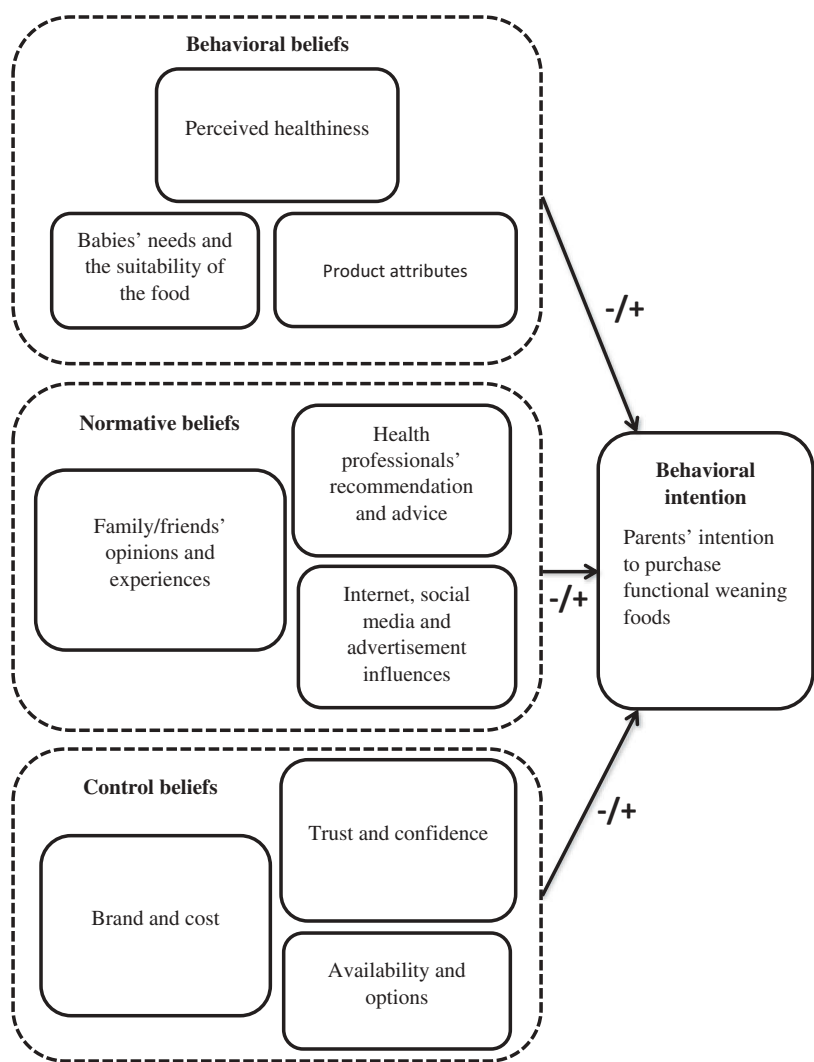 Behavioral beliefs
Perceived healthiness
Babies’ needs and
the suitability of
the food
Product attributes
-/+
Normative beliefs
Health
professionals’
recommendation
and advice
Family/friends’
opinions and
experiences
Internet, social
media and
advertisement
influences
-/+
Behavioral
intention
Parents’ intention
to purchase
functional weaning
foods
Control beliefs
Trust and confidence
Brand and cost
Availability and
options
-/+